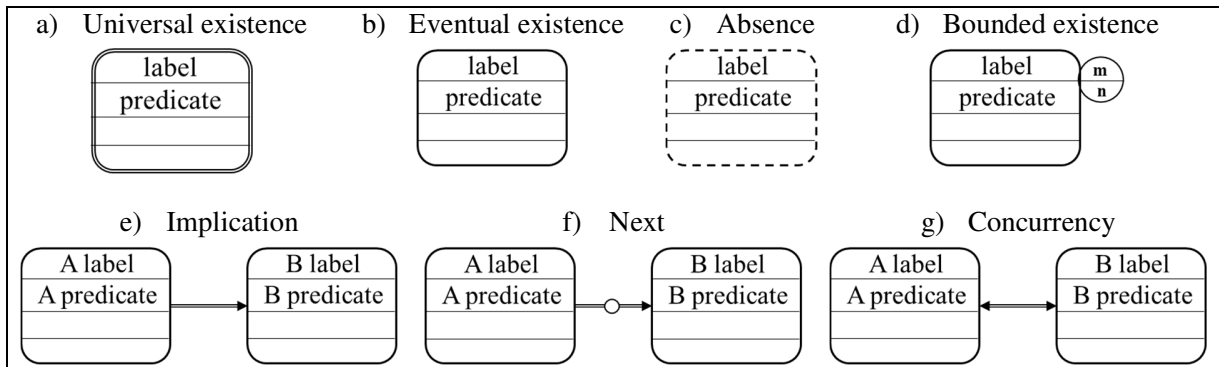 a) Universal existence b) Eventual existence c) Absence d) Bounded existence
label label label label m
predicate predicate predicate predicate n
e) Implication f) Next g) Concurrency
A label B label A label B label A label B label
A predicate B predicate A predicate B predicate A predicate B predicate